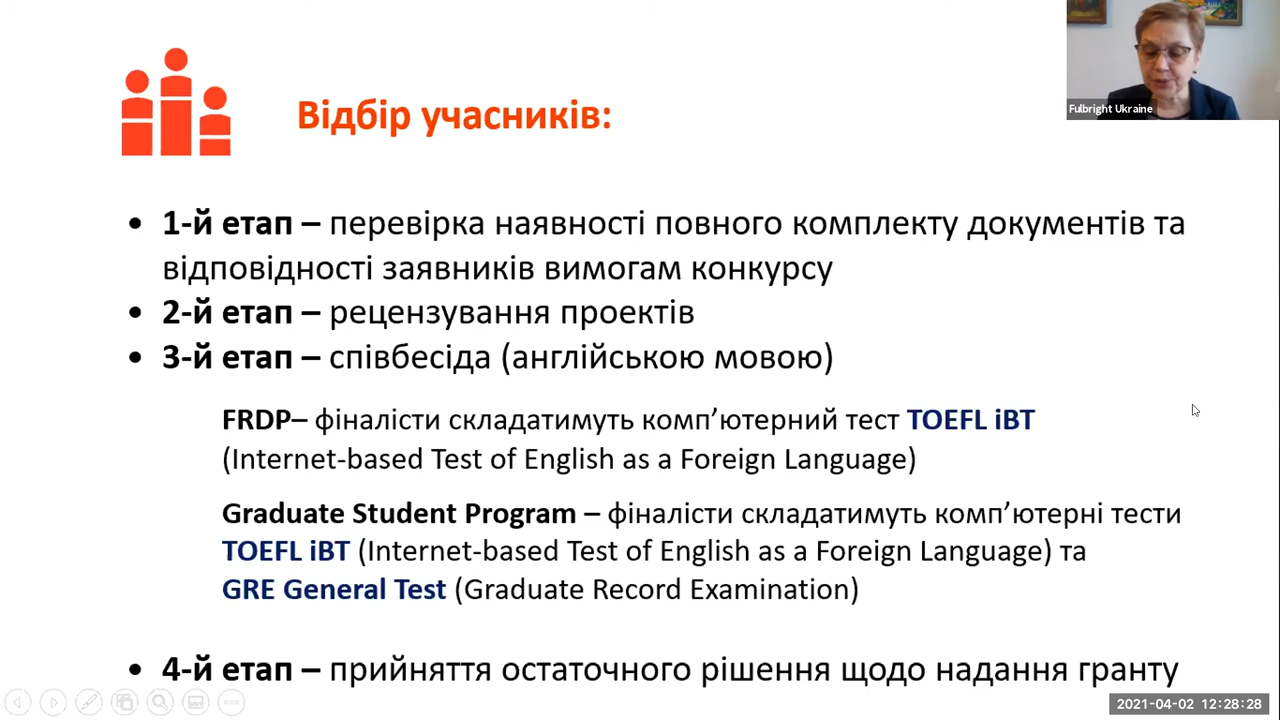 Fulbright Ukraine
Відбір учасників:
• 1-й етап – перевірка наявності повного комплекту документів та
відповідності заявників вимогам конкурсу
• 2-й етап – рецензування проектів
• 3-й етап – співбесіда (англійською мовою)
FRDP– фіналісти складатимуть комп’ютерний тест TOEFL iBT
(Internet-based Test of English as a Foreign Language)
Graduate Student Program – фіналісти складатимуть комп’ютерні тести
TOEFL iBT (Internet-based Test of English as a Foreign Language) та
GRE General Test (Graduate Record Examination)
• 4-й етап – прийняття остаточного рішення щодо надання гранту
2021-04-02 12:28:28